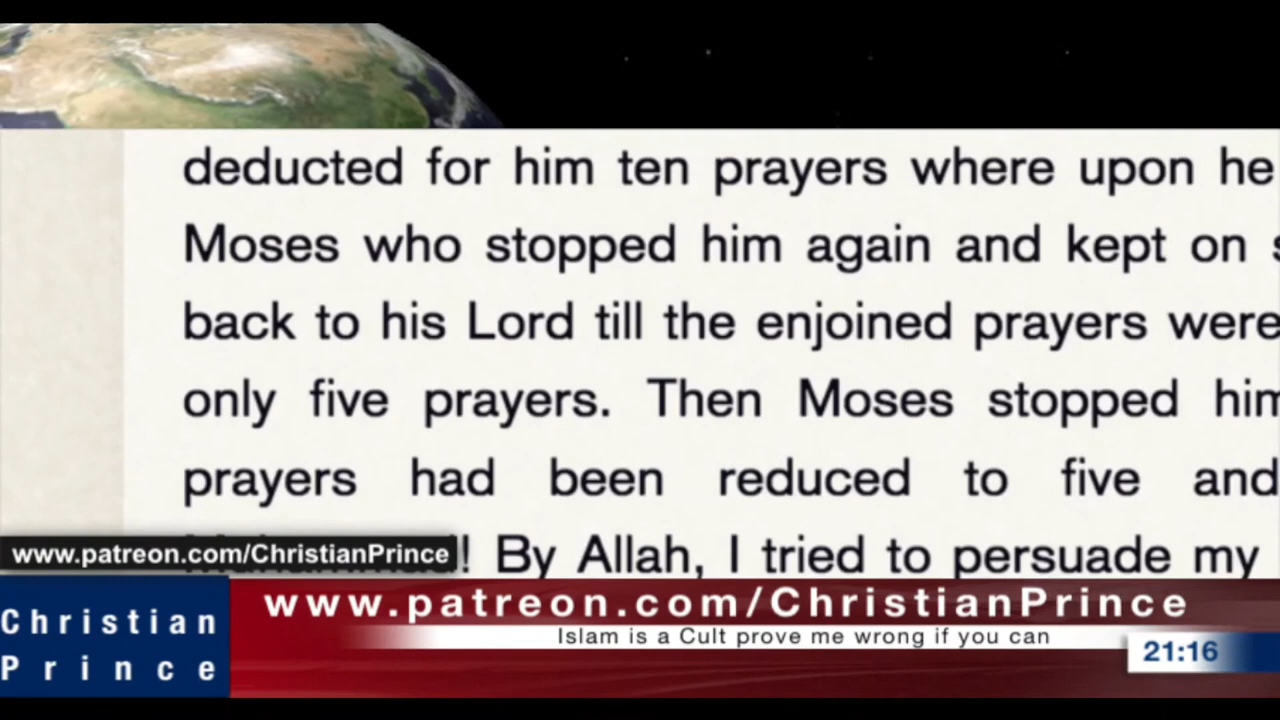 deducted for him ten prayers where upon he
Moses who stopped him again and kept on s
back to his Lord till the enjoined prayers were
only five prayers. Then Moses stopped him
prayers had been reduced to five and
! By Allah, I tried to persuade my
www.patreon.com/ChristianPrince
www.patreon.com/ChristianPrince
Islam is a Cult prove me wrong if you can
Christian
Prince
21:16